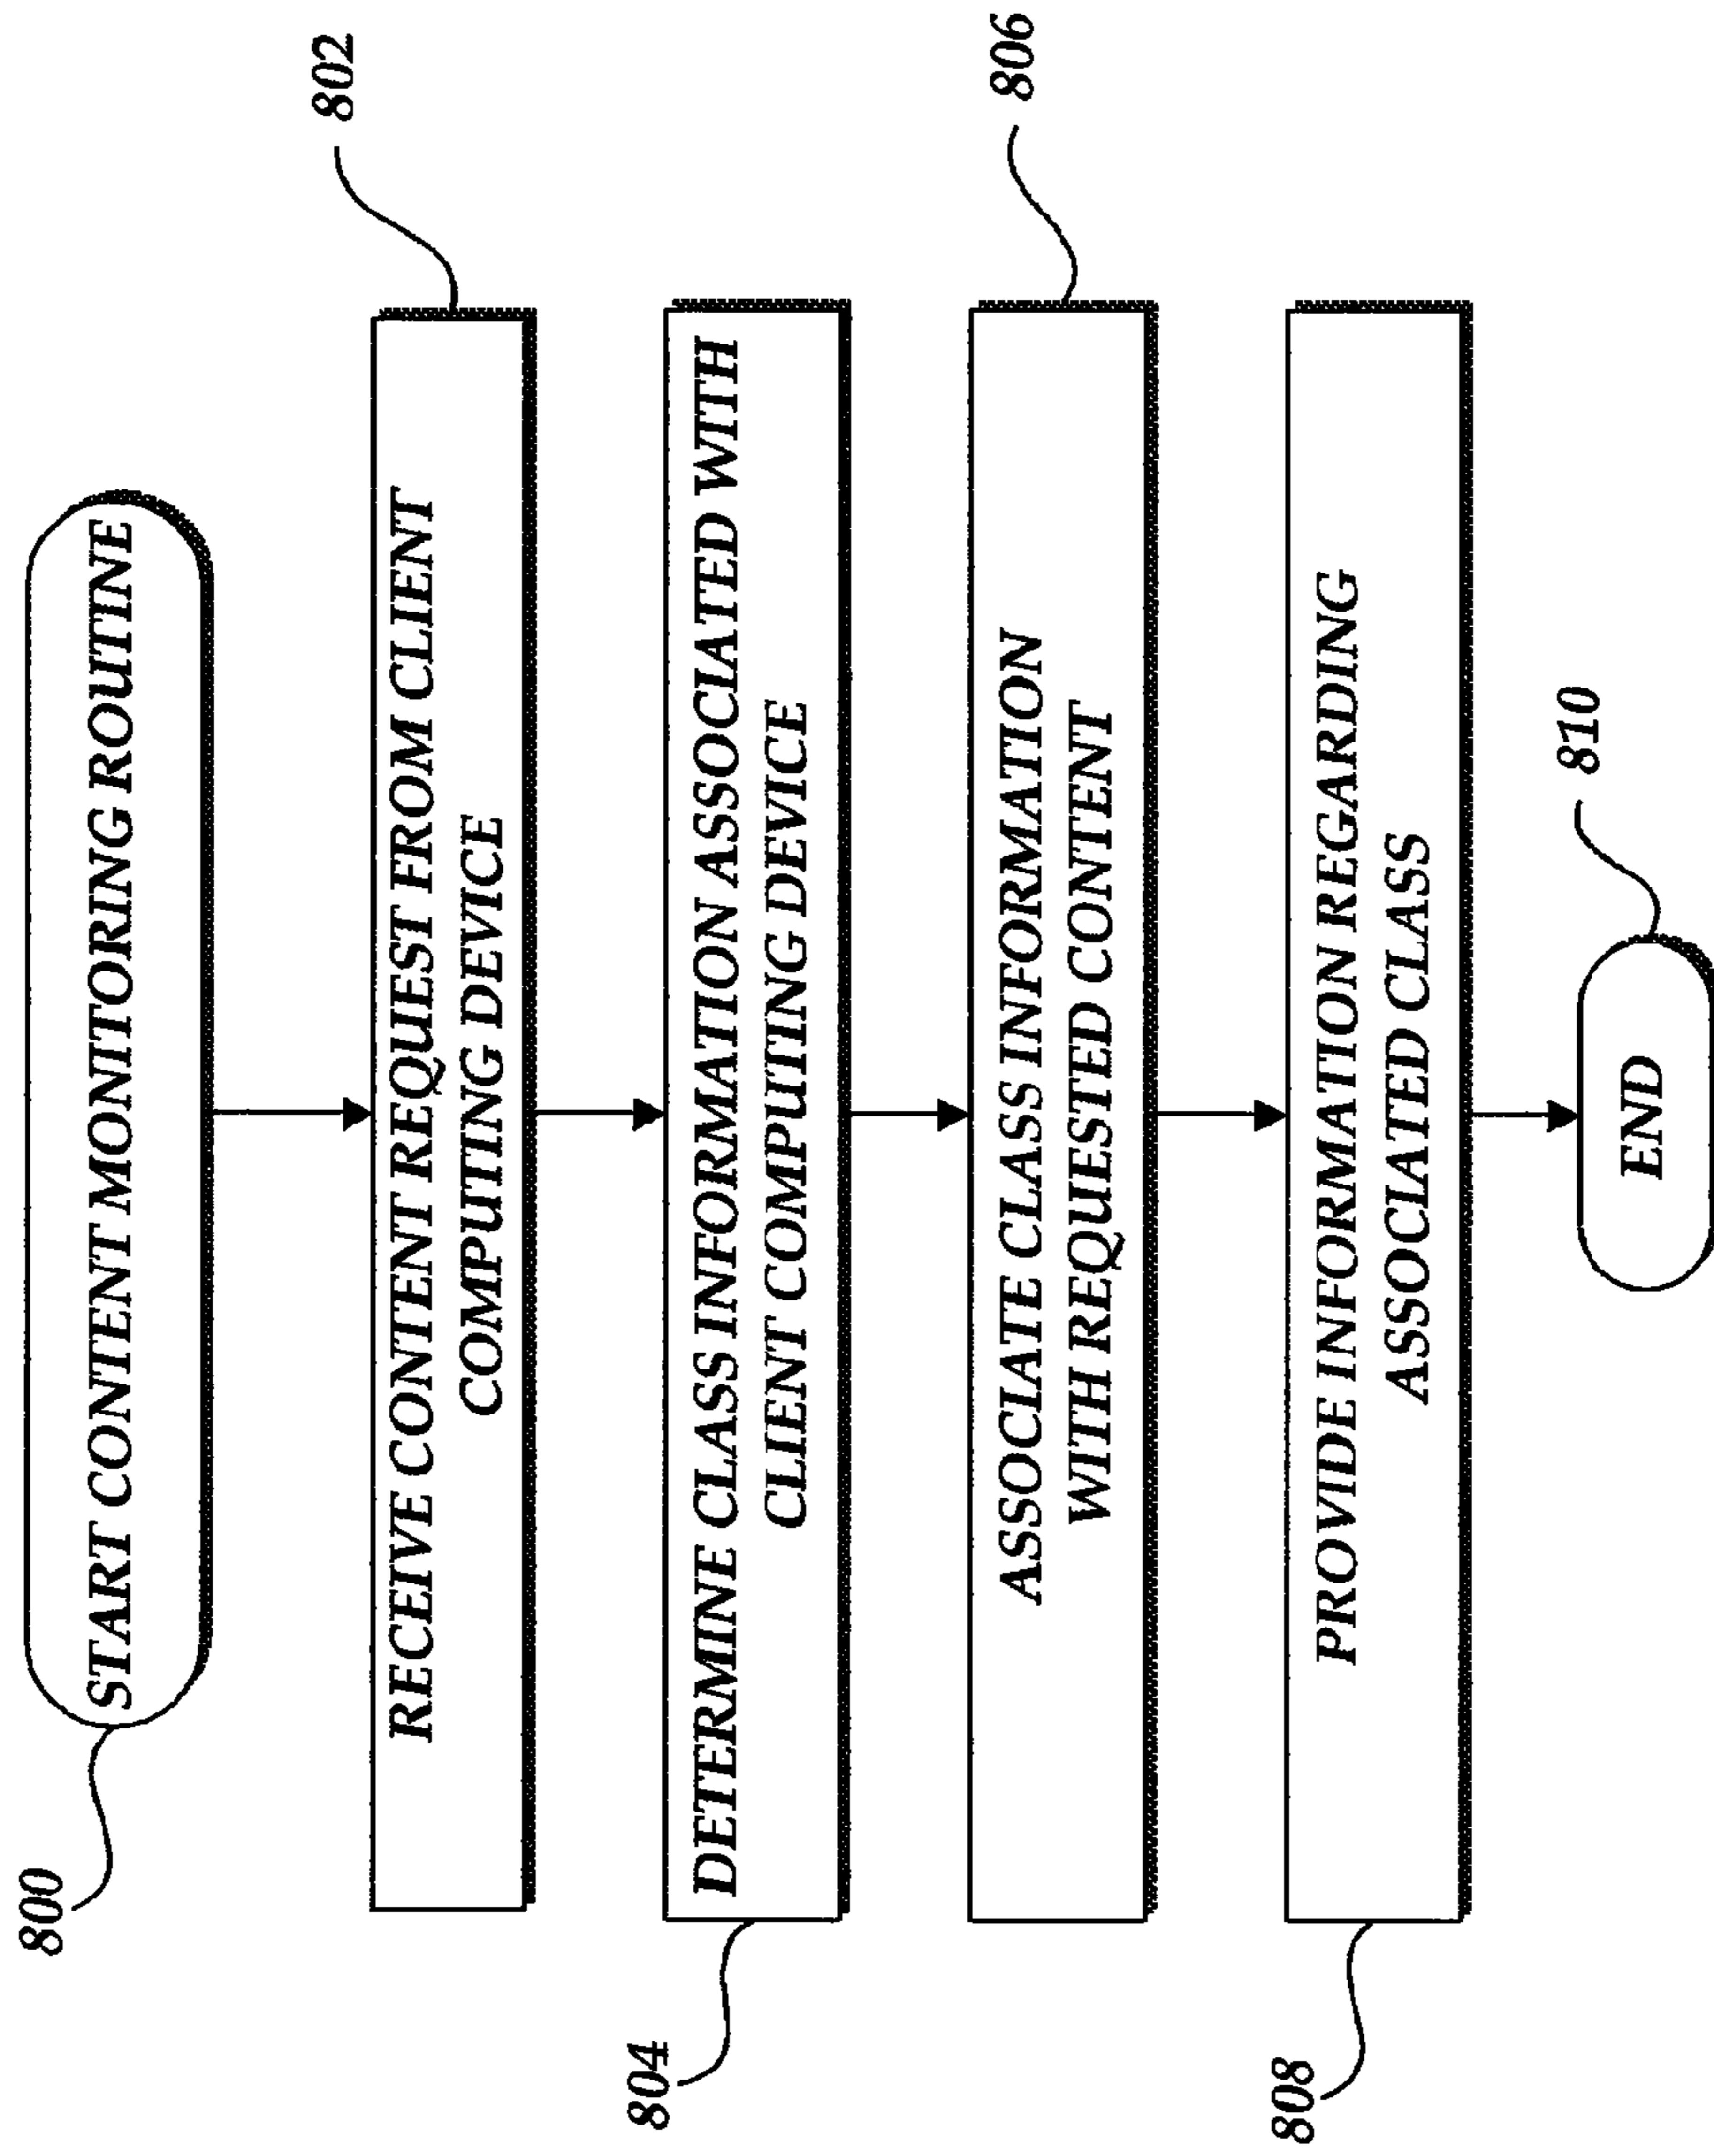 800
START CONTENT MONITORING ROUTINE
802
RECEIVE CONTENT REQUEST FROM CLIENT
COMPUTING DEVICE
804
DETERMINE CLASS INFORMATION ASSOCIATED WITH
CLIENT COMPUTING DEVICE
806
ASSOCIATE CLASS INFORMATION
WITH REQUESTED CONTENT
808
PROVIDE INFORMATION REGARDING
ASSOCIATED CLASS
810
END